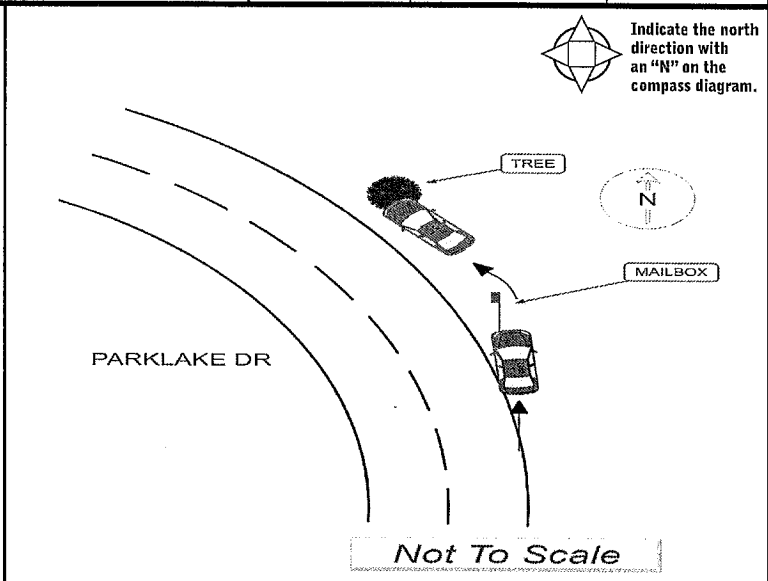 Indicate the north
direction with
an “N” on the
compass diagram.
TREE
N
MAILBOX
PARKLAKE DR
Not To Scale